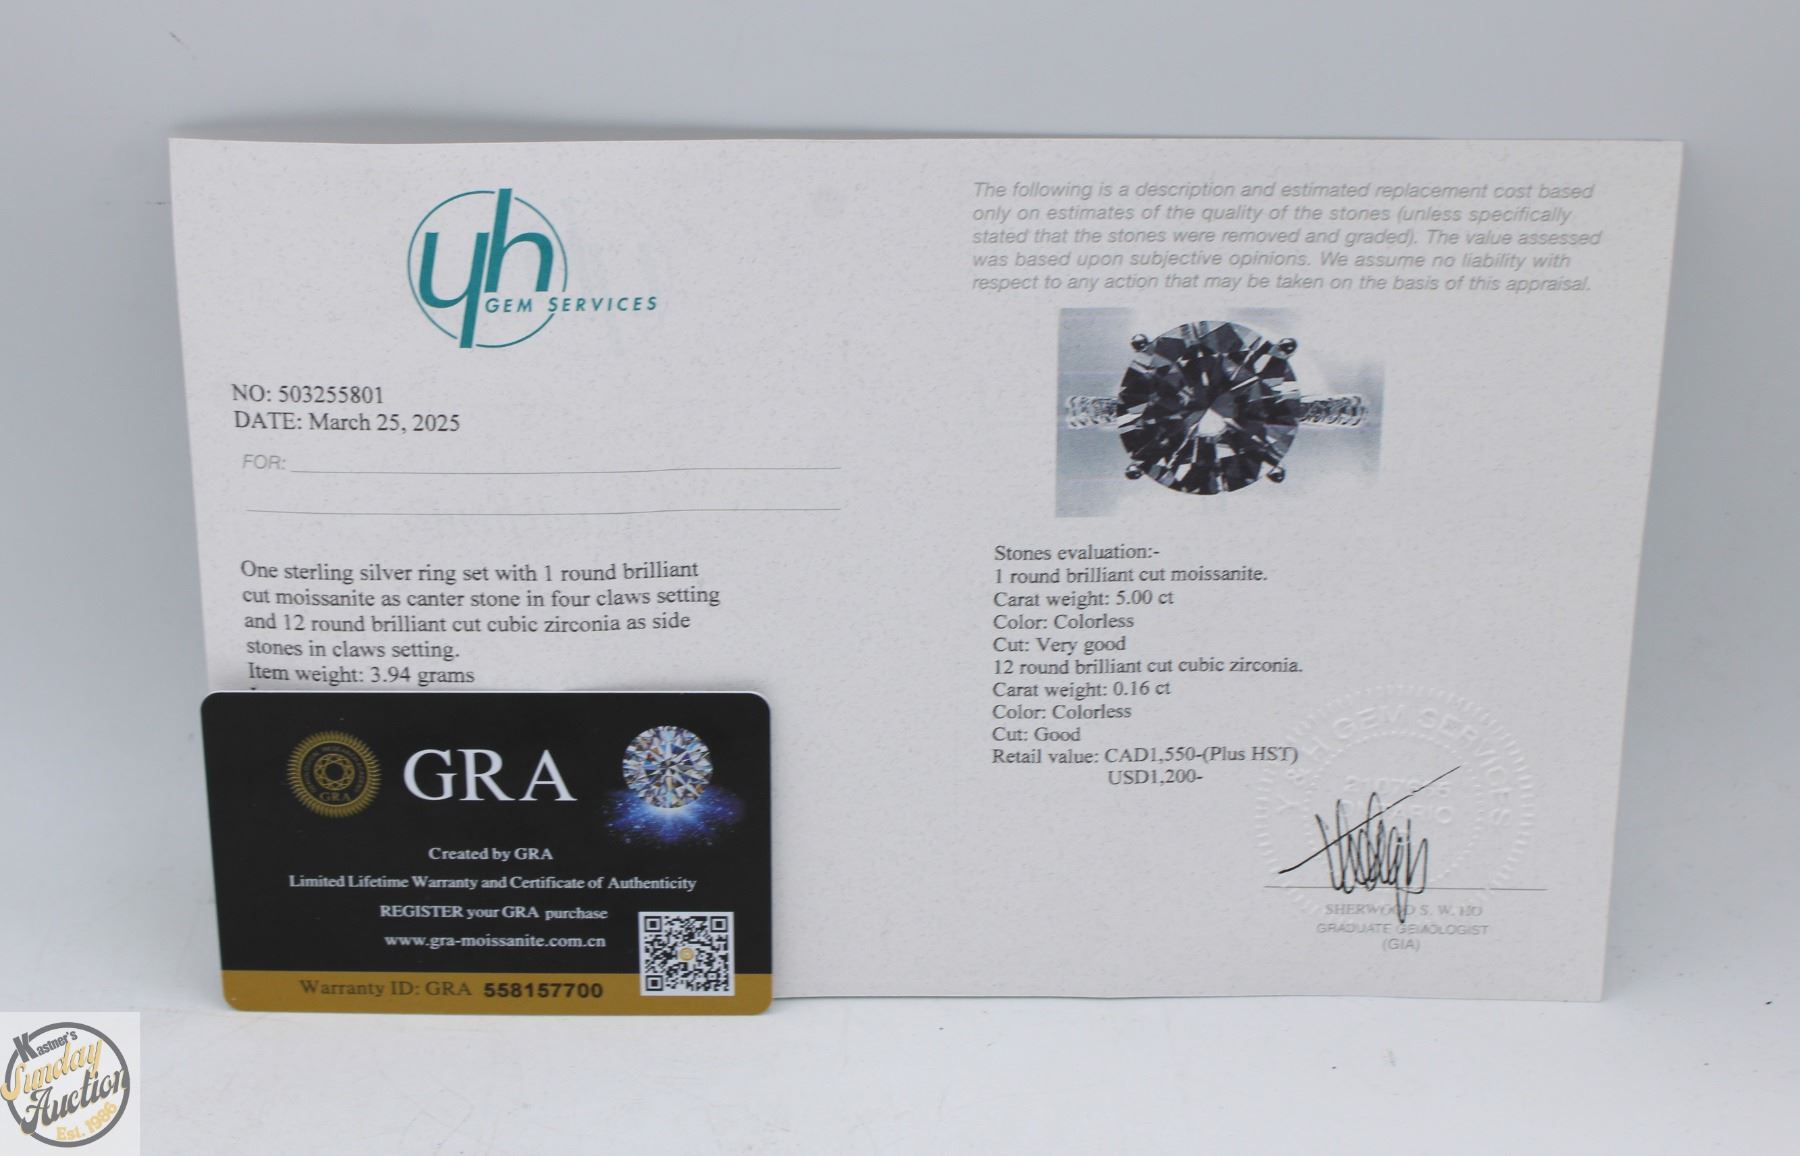 yh
GEM SERVICES
NO: 503255801
DATE: March 25, 2025
FOR:
One sterling silver ring set with 1 round brilliant
cut moissanite as canter stone in four claws setting
and 12 round brilliant cut cubic zirconia as side
stones in claws setting.
Item weight: 3.94 grams
The following is a description and estimated replacement cost based
only on estimates of the quality of the stones (unless specifically
stated that the stones were removed and graded). The value assessed
was based upon subjective opinions. We assume no liability with
respect to any action that may be taken on the basis of this appraisal.
Stones evaluation:-
1 round brilliant cut moissanite.
Carat weight: 5.00 ct
Color: Colorless
Cut: Very good
12 round brilliant cut cubic zirconia.
Carat weight: 0.16 ct
Color: Colorless
Cut: Good
Retail value: CAD1,550-(Plus HST)
USD1,200-
H GEM SERVICES
SHERWOOD S. W. HO
GRADUATE GEMOLOGIST
(GIA)
GRA
GRA
Created by GRA
Limited Lifetime Warranty and Certificate of Authenticity
REGISTER your GRA purchase
www.gra-moissanite.com.cn
Warranty ID: GRA 558157700
Kastner's
Sunday
Auction
Est. 1986